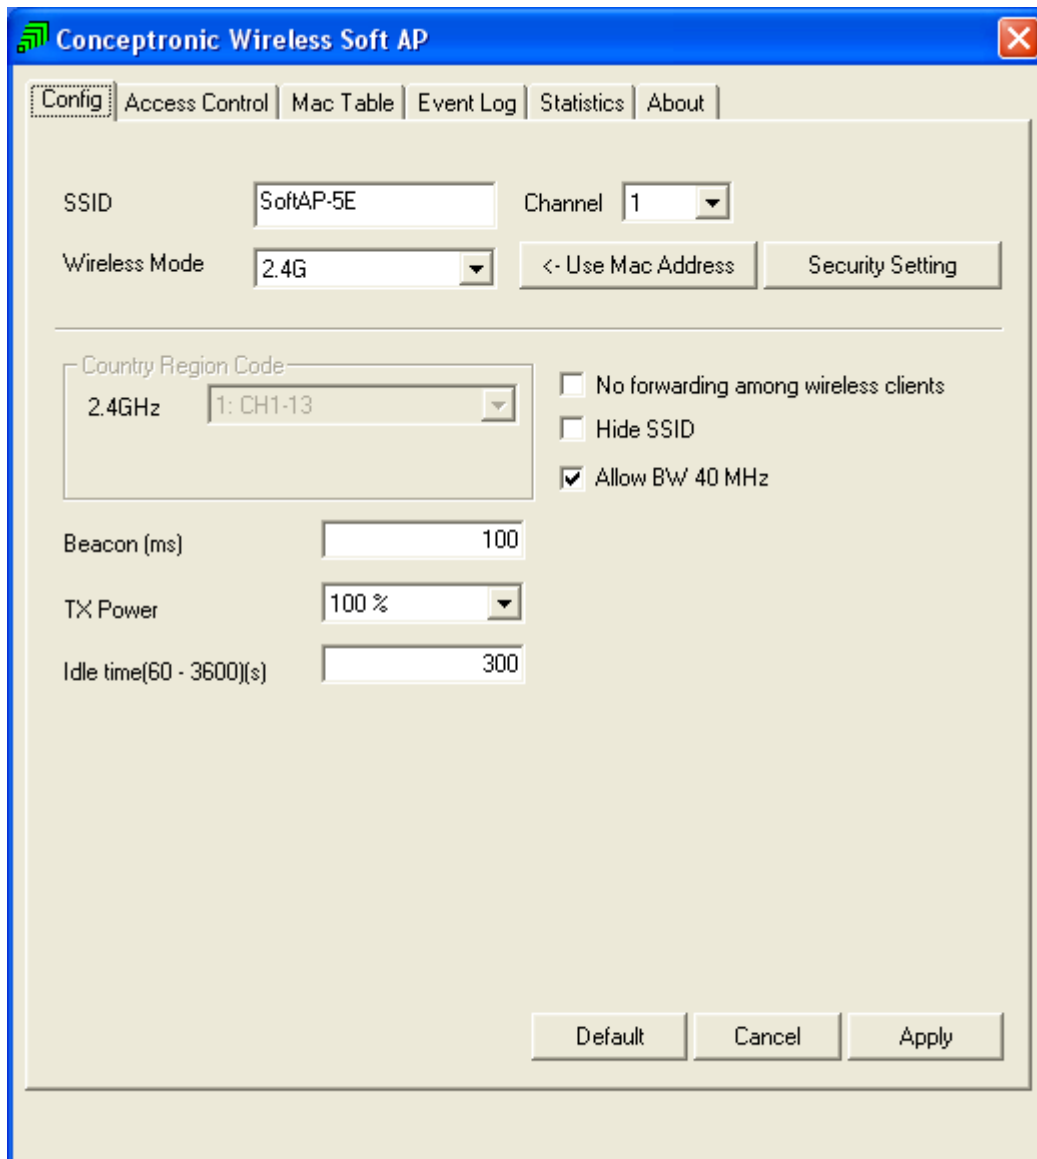 Conceptronic Wireless Soft AP
Config Access Control Mac Table Event Log Statistics About
SSID SoftAP-5E Channel 1
Wireless Mode 2.4G <- Use Mac Address Security Setting
Country Region Code
2.4GHz 1: CH1-13
No forwarding among wireless clients
Hide SSID
Allow BW 40 MHz
Beacon (ms) 100
TX Power 100 %
Idle time(60 - 3600)(s) 300
Default Cancel Apply